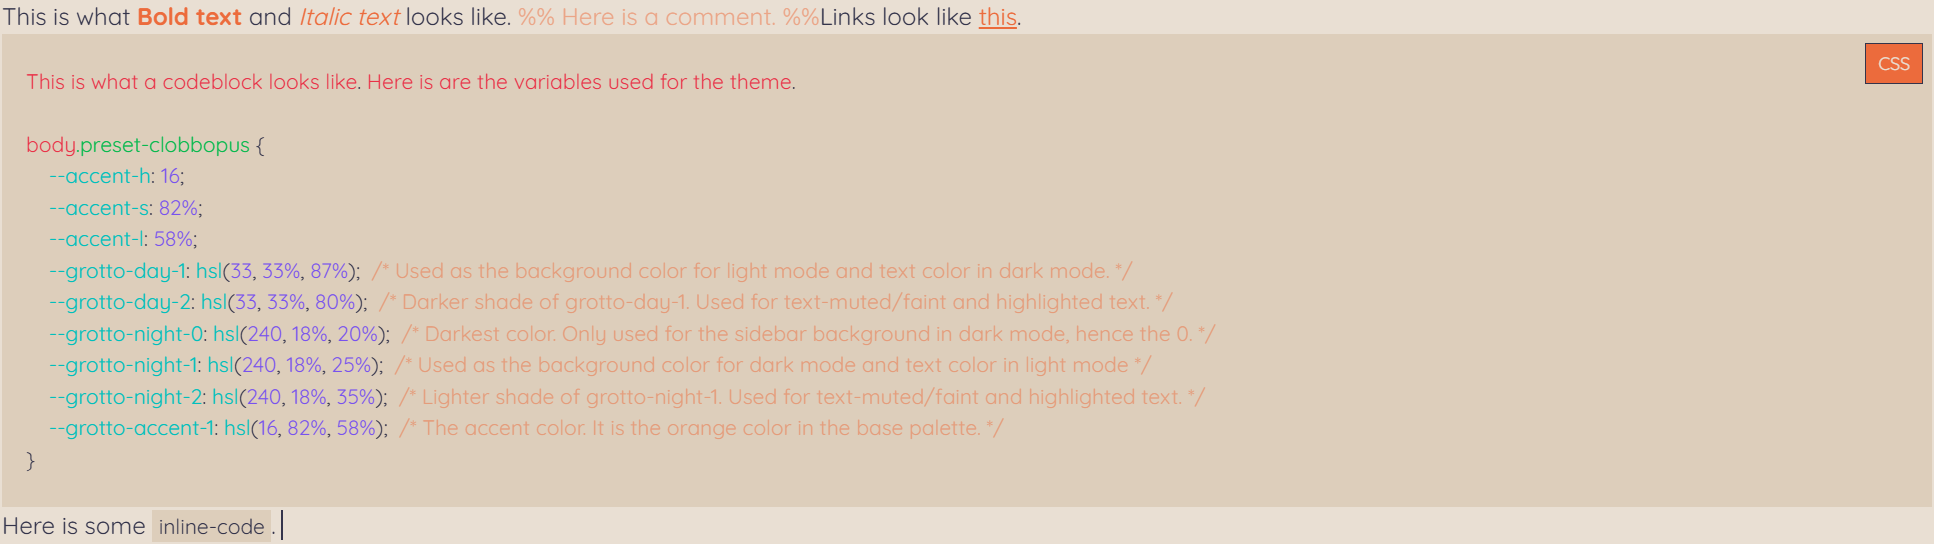 This is what Bold text and Italic text looks like. %% Here is a comment. %%Links look like this.
CSS
This is what a codeblock looks like. Here is are the variables used for the theme.
body.preset-clobbopus {
--accent-h: 16;
--accent-s: 82%;
--accent-l: 58%;
--grotto-day-1: hsl(33, 33%, 87%); /* Used as the background color for light mode and text color in dark mode. */
--grotto-day-2: hsl(33, 33%, 80%); /* Darker shade of grotto-day-1. Used for text-muted/faint and highlighted text. */
--grotto-night-0: hsl(240, 18%, 20%); /* Darkest color. Only used for the sidebar background in dark mode, hence the 0. */
--grotto-night-1: hsl(240, 18%, 25%); /* Used as the background color for dark mode and text color in light mode */
--grotto-night-2: hsl(240, 18%, 35%); /* Lighter shade of grotto-night-1. Used for text-muted/faint and highlighted text. */
--grotto-accent-1: hsl(16, 82%, 58%); /* The accent color. It is the orange color in the base palette. */
}
Here is some inline-code.